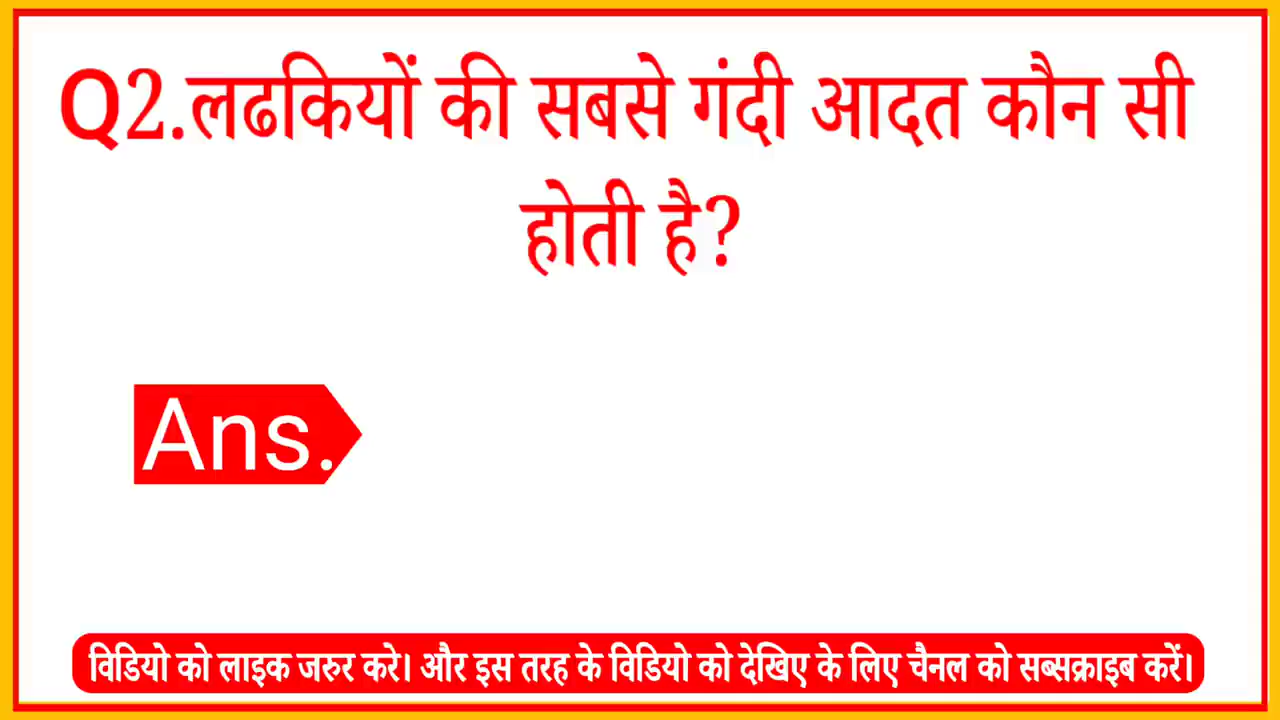 Q2.लढकियों की सबसे गंदी आदत कौन सी
होती है?
Ans.
विडियो को लाइक जरुर करे। और इस तरह के विडियो को देखिए के लिए चैनल को सब्सक्राइब करें।